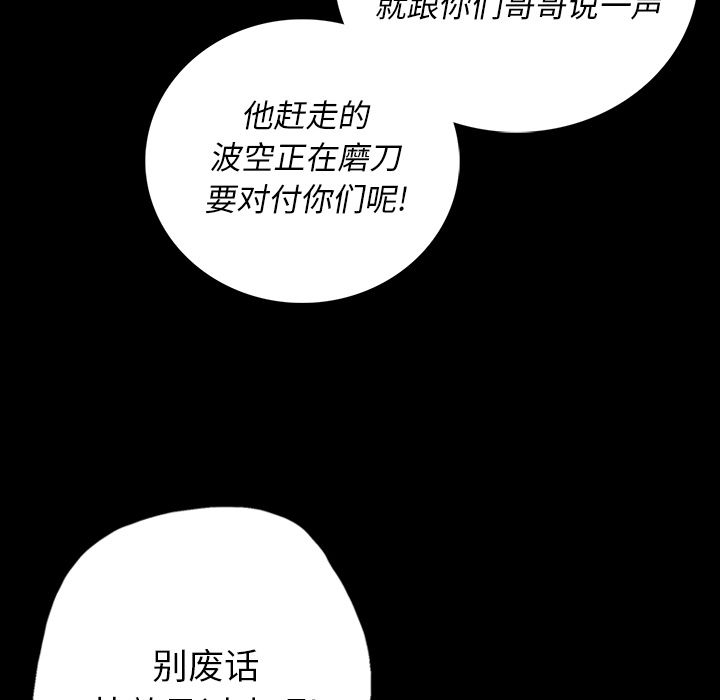 就跟你们哥哥说一声
他赶走的
波空正在磨刀
要对付你们呢!
别废话